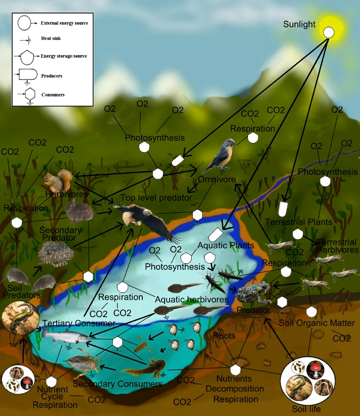 Sunlight
External energy source
Heat sink
Energy storage/source
Producers
Consumers
O2
O2
O2
CO2
CO2
O2
O2
Photosynthesis
Respiration
CO2
CO2
Photosynthesis
Herbivores
Omnivore
Top level predator
Respiration
Terrestrial Plants
Secondary
Predator
Aquatic Plants
Terrestrial
Herbivores
O2
O2
CO2
Respiration
Photosynthesis
Soil
Predators
Respiration
Aquatic herbivores
Predator
CO2
CO2
Soil Organic Matter
Tertiary Consumer
CO2
Roots
Secondary Consumers
Nutrient
Cycle
Respiration
CO2
Nutrients
Decomposition
Respiration
CO2
CO2
Soil life